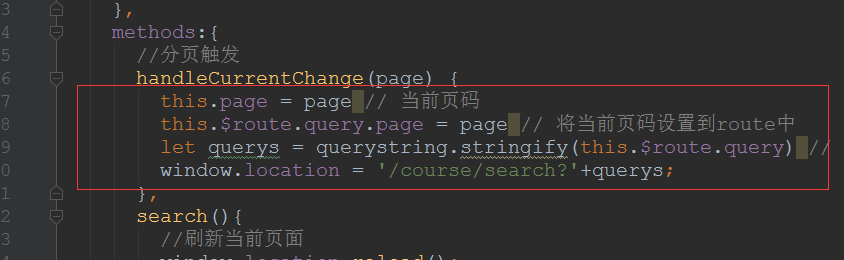 3 },
4 methods:{
5 //分页触发
6 handleCurrentChange(page) {
7 this.page = page // 当前页码
8 this.$route.query.page = page // 将当前页码设置到route中
9 let querys = querystring.stringify(this.$route.query) //
0 window.location = '/course/search?'+querys;
1 },
2 search(){
3 //刷新当前页面
window.location.reload();